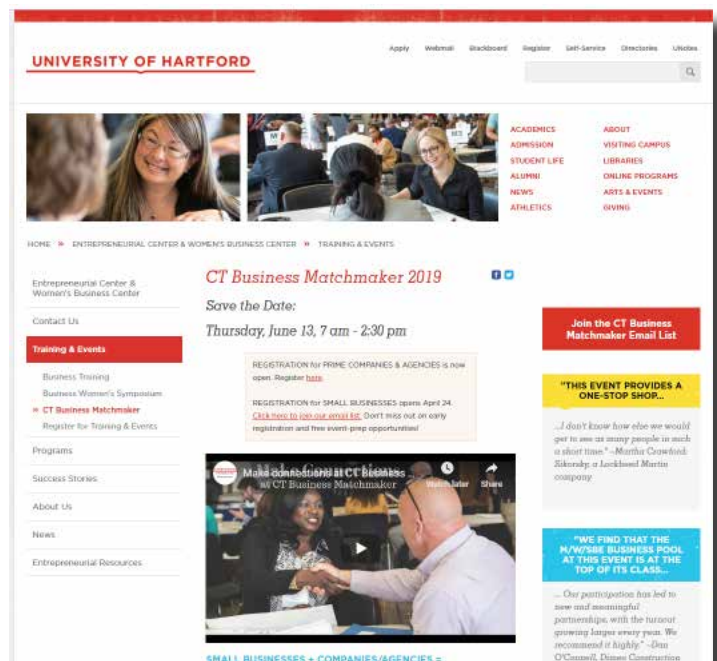 Apply Webmail Blackboard Register Self-Service Directories UNotes
UNIVERSITY OF HARTFORD
ACADEMICS ABOUT
ADMISSION VISITING CAMPUS
STUDENT LIFE LIBRARIES
ALUMNI ONLINE PROGRAMS
NEWS ARTS & EVENTS
ATHLETICS GIVING
HOME » ENTREPRENEURIAL CENTER & WOMEN'S BUSINESS CENTER » TRAINING & EVENTS
Entrepreneurial Center &
Women's Business Center
Contact Us
Training & Events
Business Training
Business Women's Symposium
» CT Business Matchmaker
Register for Training & Events
Programs
Success Stories
About Us
News
Entrepreneurial Resources
CT Business Matchmaker 2019
Save the Date:
Thursday, June 13, 7 am - 2:30 pm
REGISTRATION for PRIME COMPANIES & AGENCIES is now
open. Register here.
REGISTRATION for SMALL BUSINESSES opens April 24.
Click here to join our email list. Don't miss out on early
registration and free event-prep opportunities!
Make connections at CT Business
Make Connections
at CT Business Matchmaker
Watch later Share
SMALL BUSINESSES + COMPANIES/AGENCIES =
Join the CT Business
Matchmaker Email List
"THIS EVENT PROVIDES A
ONE-STOP SHOP...
...I don't know how else we would
get to see as many people in such
a short time." –Martha Crawford,
Sikorsky, a Lockheed Martin
company
"WE FIND THAT THE
M/W/SBE BUSINESS POOL
AT THIS EVENT IS AT THE
TOP OF ITS CLASS...
... Our participation has led to
new and meaningful
partnerships, with the turnout
growing larger every year. We
recommend it highly." –Dan
O'Connell, Dimeo Construction